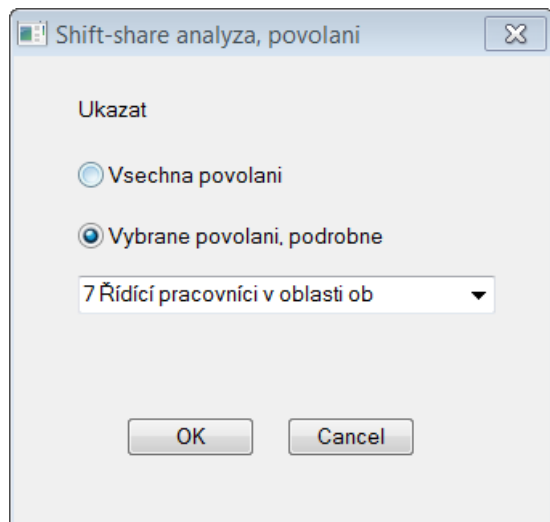 Shift-share analyza, povolani
Ukazat
Vsechna povolani
Vybrane povolani, podrobne
7 Řídící pracovníci v oblasti ob
OK
Cancel